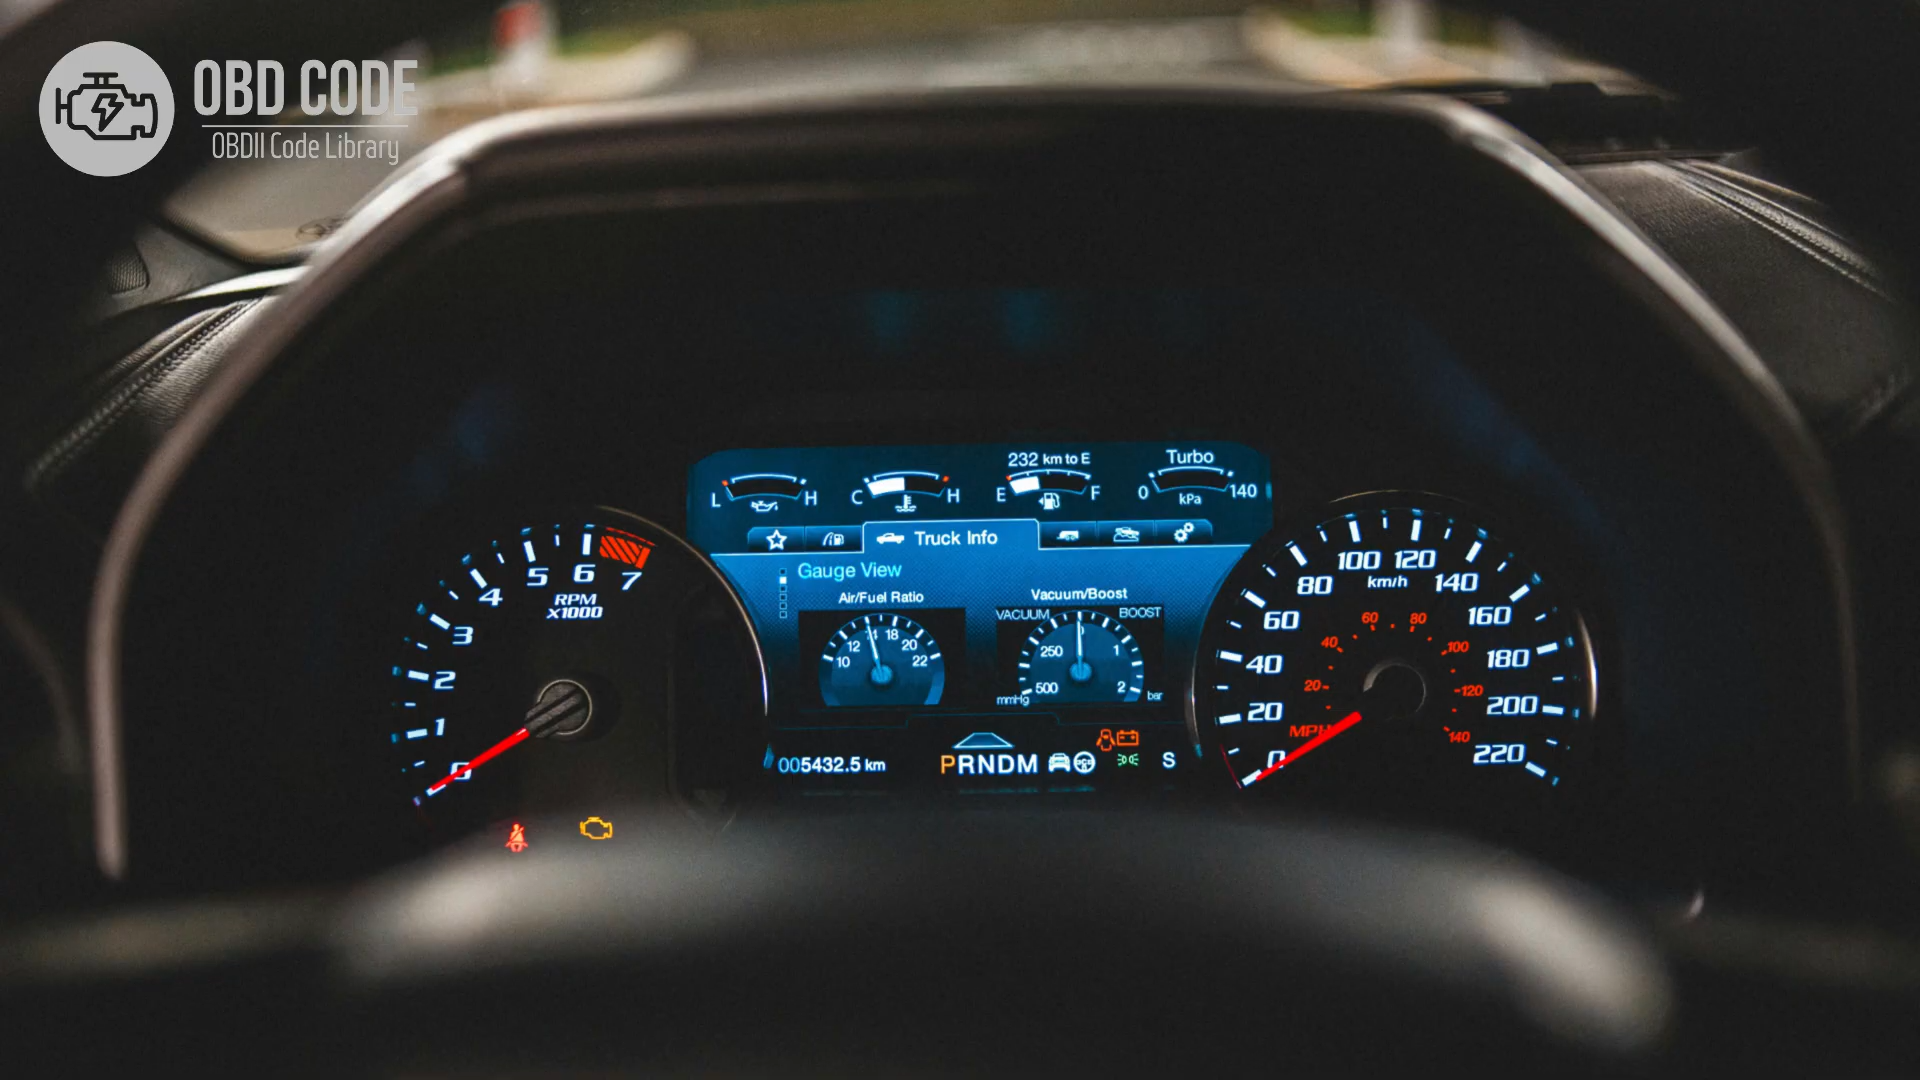 OBD CODE
OBDII Code Library
232 km to E
Turbo
L H
C H
E F
0 140
kPa
Truck Info
Gauge View
Air/Fuel Ratio
Vacuum/Boost
VACUUM BOOST
10 12 14 18 20 22
500 250 0 1 2
mmHg bar
0 1 2 3 4 5 6 7
RPM
X1000
0 20 40 60 80 100 120 140 160 180 200 220
km/h
20 40 60 80 100 120 140
MPH
005432.5 km
PRNDM
S